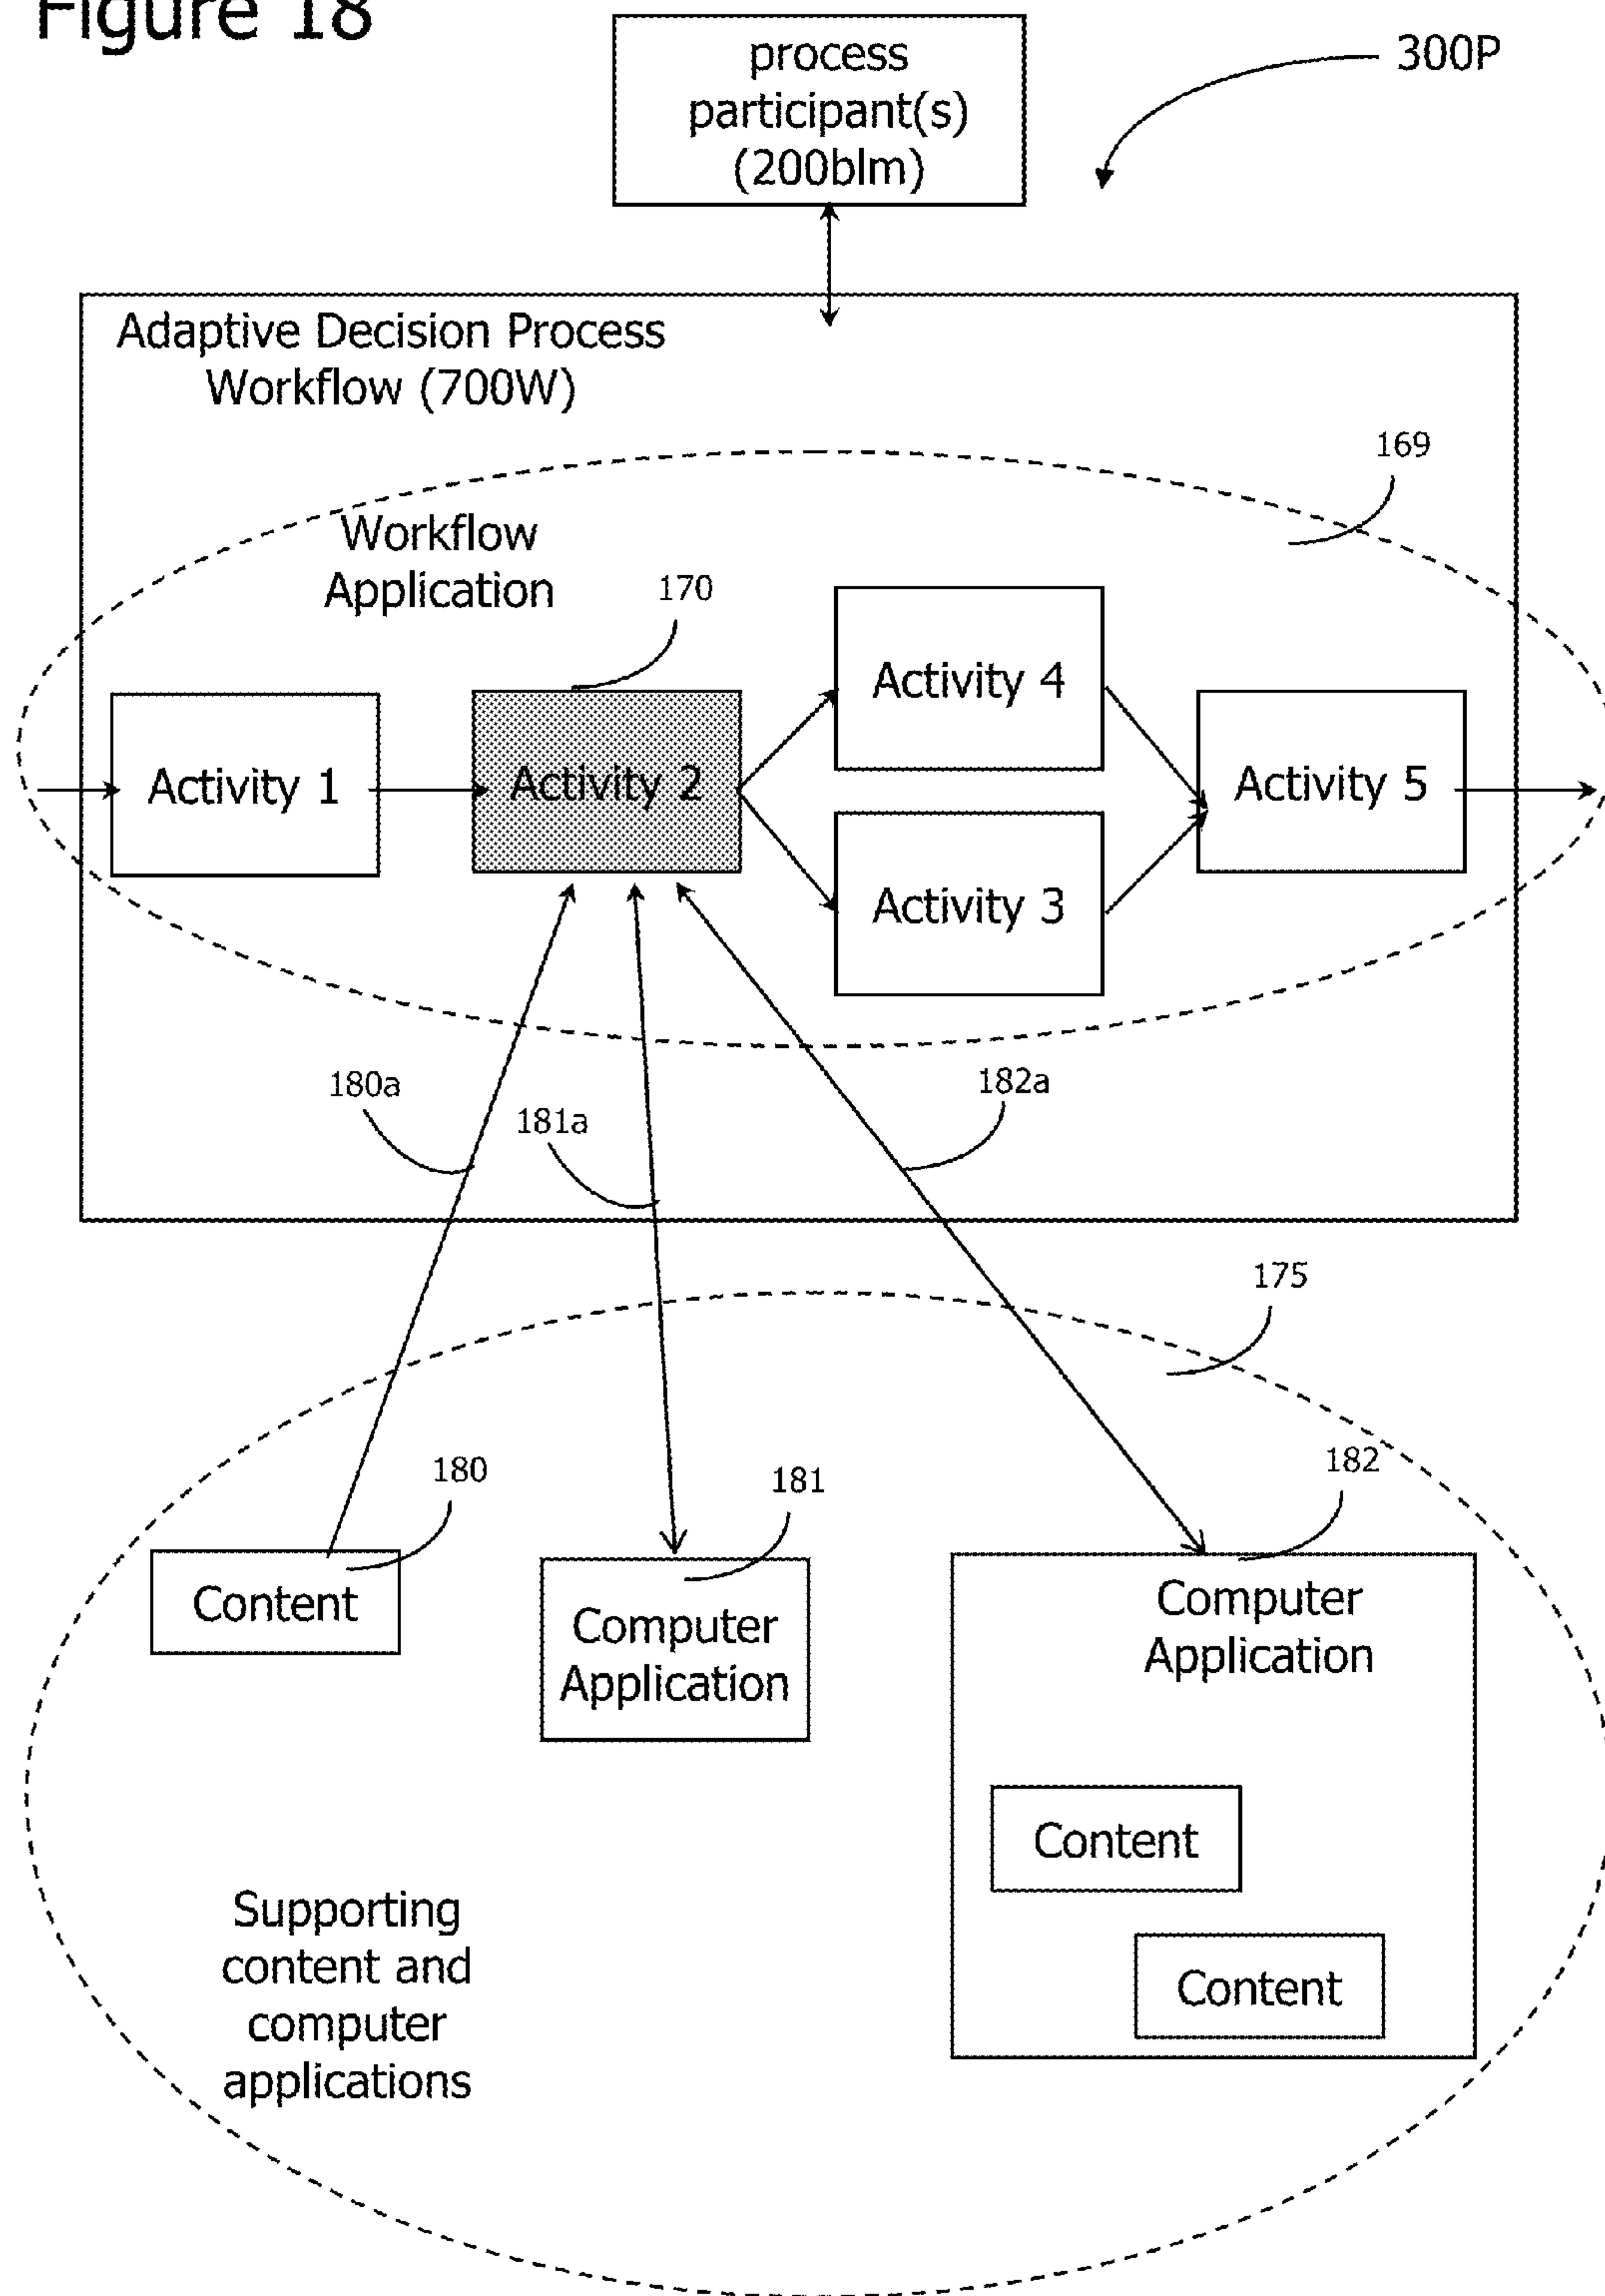 Figure 18
process
participant(s)
(200blm)
300P
Adaptive Decision Process
Workflow (700W)
169
Workflow
Application
170
Activity 4
Activity 1
Activity 2
Activity 5
Activity 3
180a
181a
182a
175
180
181
182
Content
Computer
Application
Computer
Application
Content
Content
Supporting
content and
computer
applications